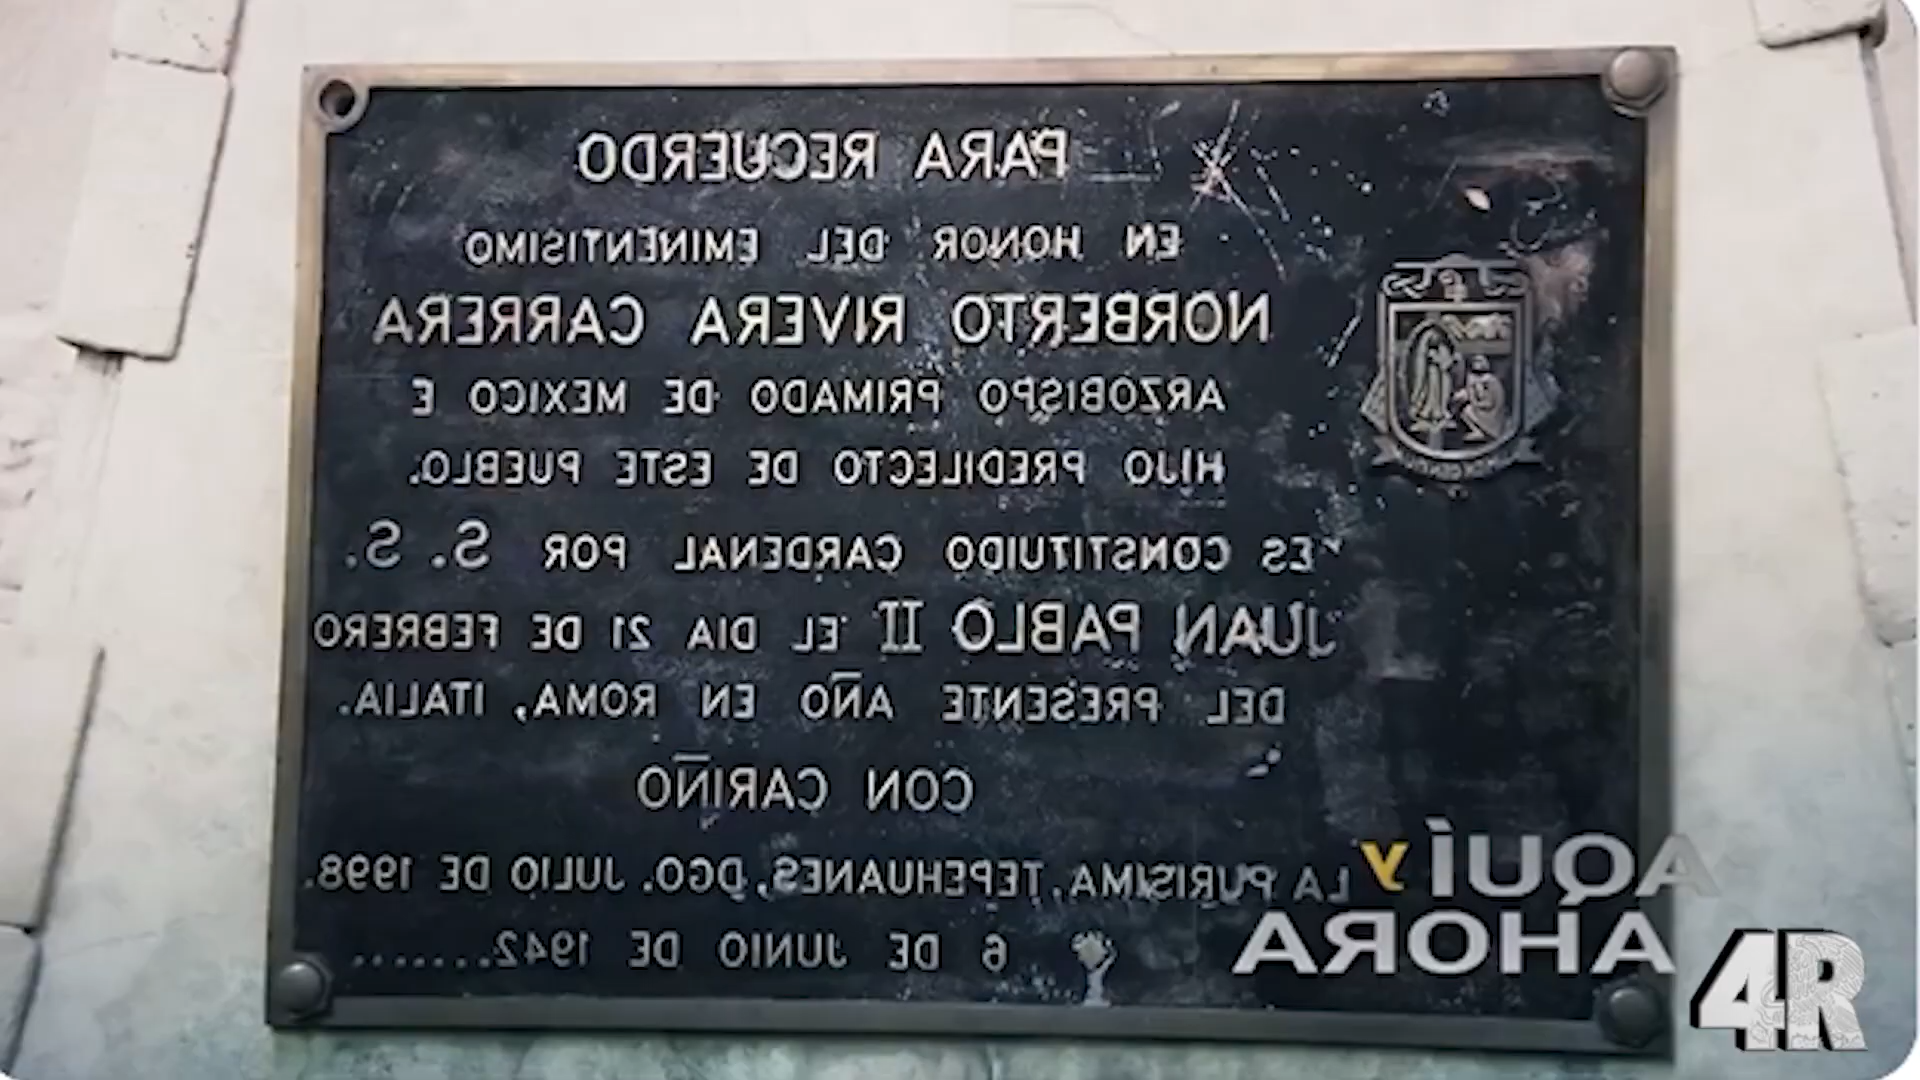 PARA RECUERDO
EN HONOR DEL EMINENTISIMO
NORBERTO RIVERA CARRERA
ARZOBISPO PRIMADO DE MEXICO E
HIJO PREDILECTO DE ESTE PUEBLO.
ES CONSTITUIDO CARDENAL POR S. S.
JUAN PABLO II EL DIA 21 DE FEBRERO
DEL PRESENTE AÑO EN ROMA, ITALIA.
CON CARIÑO
LA PURISIMA, TEPEHUANES, DGO. JULIO DE 1998.
6 DE JUNIO DE 1942.......
AQUÍ Y
AHORA
4R